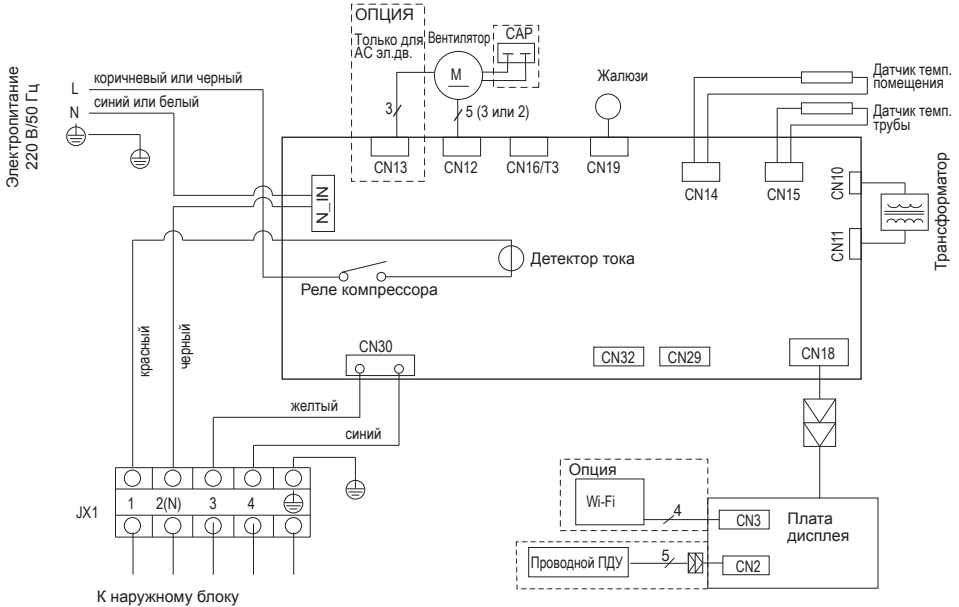 ОПЦИЯ
Только для
АС эл.дв.
Вентилятор
CAP
M
3
5 (3 или 2)
Жалюзи
Датчик темп.
помещения
Датчик темп.
трубы
Электропитание
220 В/50 Гц
L
коричневый или черный
N
синий или белый
CN13
CN12
CN16/T3
CN19
CN14
CN15
CN10
CN11
Трансформатор
N_IN
Детектор тока
Реле компрессора
красный
черный
CN30
CN32
CN29
CN18
желтый
синий
JX1
1
2(N)
3
4
К наружному блоку
Опция
Wi-Fi
4
CN3
Плата
дисплея
Проводной ПДУ
5
CN2